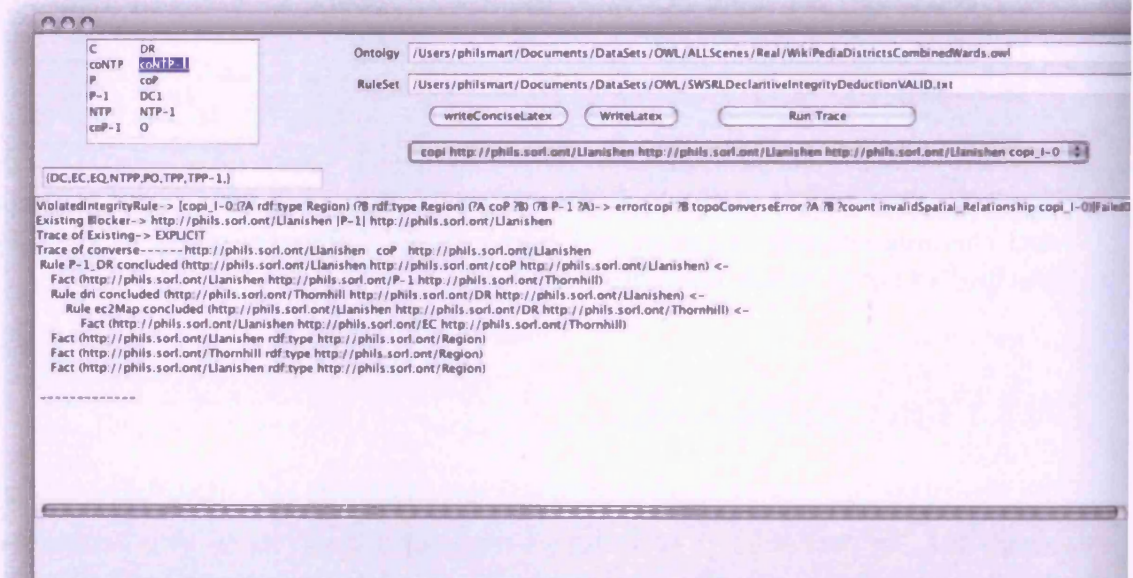 C DR
coNTP coNTP-1
P coP
P-1 DC1
NTP NTP-1
coP-1 O
Ontolgy /Users/philsmart/Documents/DataSets/OWL/ALLScenes/Real/WikiPediaDistrictsCombinedWards.owl
RuleSet /Users/philsmart/Documents/DataSets/OWL/SWSRLDeclaritiveIntegrityDeductionVALID.txt
writeConciseLatex WriteLatex Run Trace
copi http://phils.sorl.ont/Llanishen http://phils.sorl.ont/Llanishen http://phils.sorl.ont/Llanishen copi_I-0
{DC,EC,EQ,NTPP,PO,TPP,TPP-1,}
ViolatedIntegrityRule-> [copi_I-0:(?A rdf:type Region) (?B rdf:type Region) (?A coP ?B) (?B P-1 ?A)-> error(copi ?B topoConverseError ?A ?B ?count invalidSpatial_Relationship copi_I-0)]
Existing Blocker-> http://phils.sorl.ont/Llanishen |P-1| http://phils.sorl.ont/Llanishen
Trace of Existing-> EXPLICIT
Trace of converse------http://phils.sorl.ont/Llanishen coP http://phils.sorl.ont/Llanishen
Rule P-1_DR concluded (http://phils.sorl.ont/Llanishen http://phils.sorl.ont/coP http://phils.sorl.ont/Llanishen) <-
Fact (http://phils.sorl.ont/Llanishen http://phils.sorl.ont/P-1 http://phils.sorl.ont/Thornhill)
Rule dri concluded (http://phils.sorl.ont/Thornhill http://phils.sorl.ont/DR http://phils.sorl.ont/Llanishen) <-
Rule ec2Map concluded (http://phils.sorl.ont/Llanishen http://phils.sorl.ont/DR http://phils.sorl.ont/Thornhill) <-
Fact (http://phils.sorl.ont/Llanishen http://phils.sorl.ont/EC http://phils.sorl.ont/Thornhill)
Fact (http://phils.sorl.ont/Llanishen rdf:type http://phils.sorl.ont/Region)
Fact (http://phils.sorl.ont/Thornhill rdf:type http://phils.sorl.ont/Region)
Fact (http://phils.sorl.ont/Llanishen rdf:type http://phils.sorl.ont/Region)
-------------